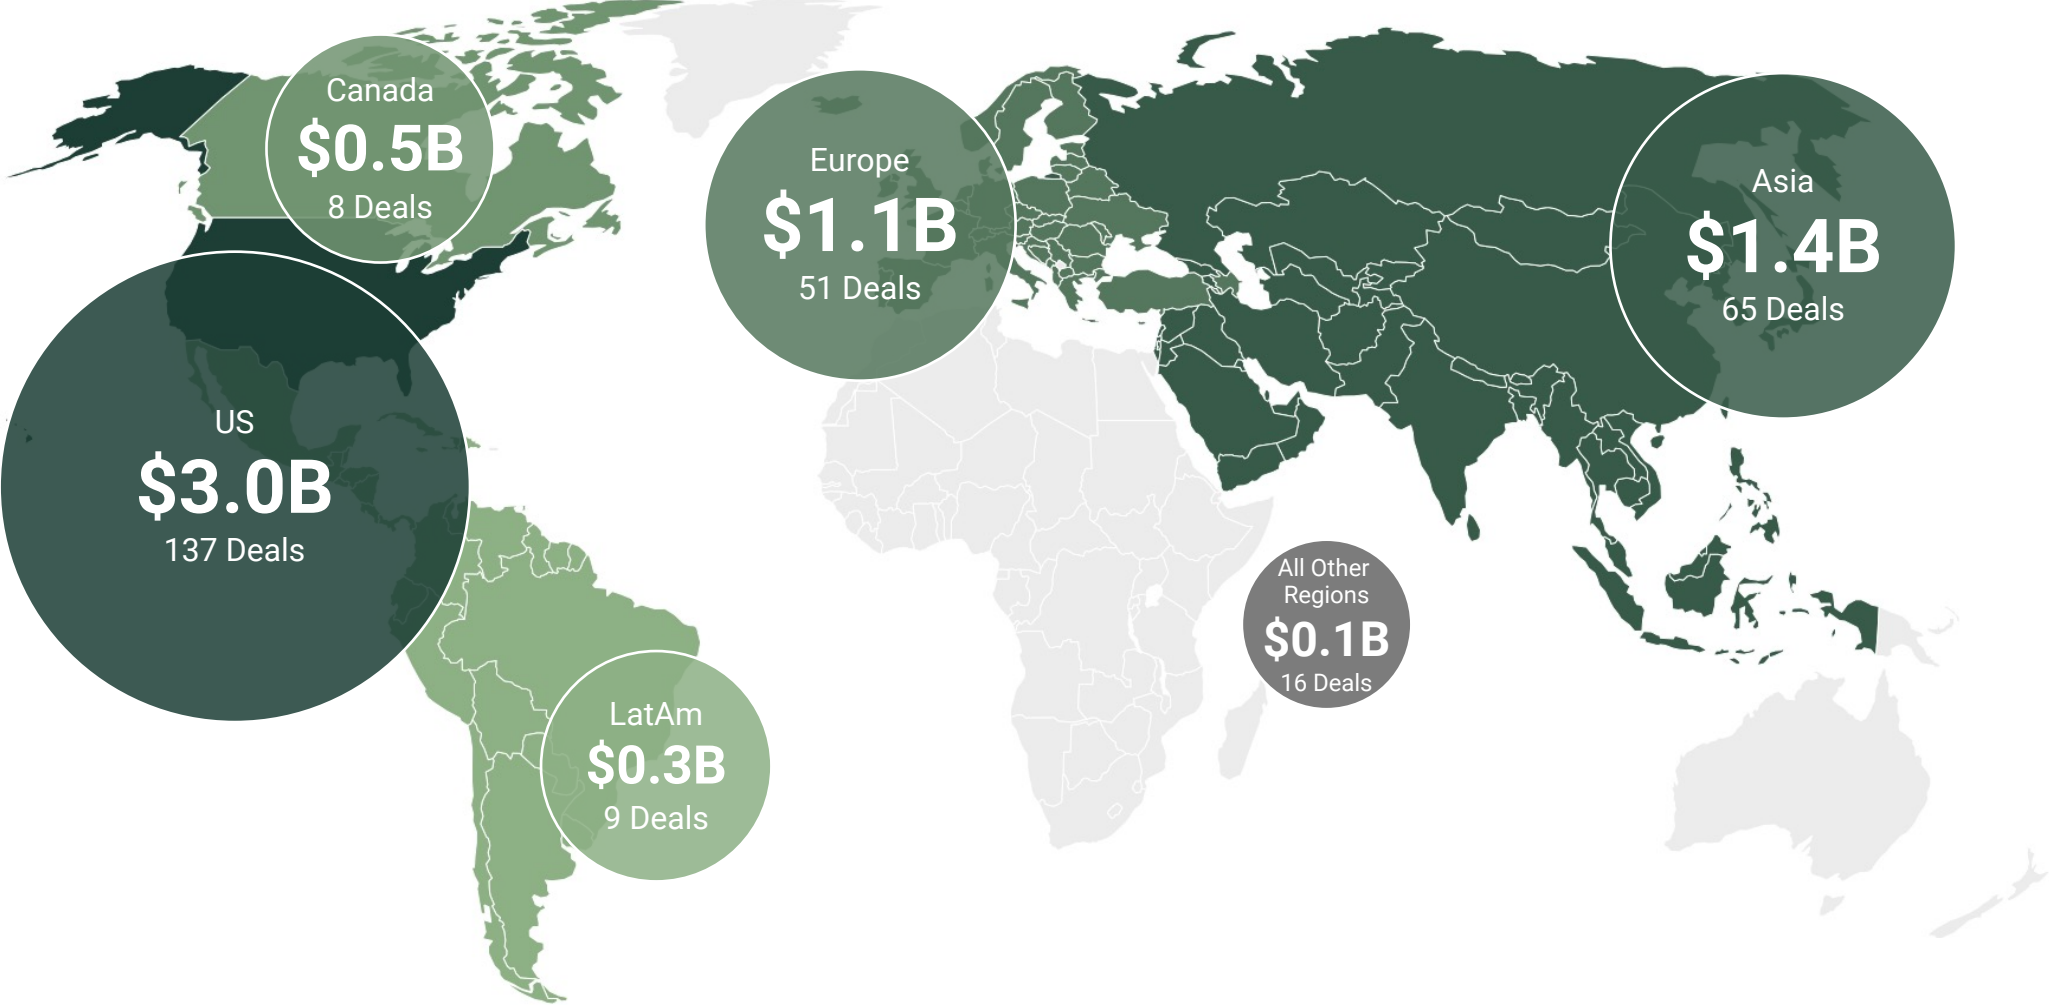 Canada
$0.5B
8 Deals
US
$3.0B
137 Deals
LatAm
$0.3B
9 Deals
Europe
$1.1B
51 Deals
Asia
$1.4B
65 Deals
All Other
Regions
$0.1B
16 Deals